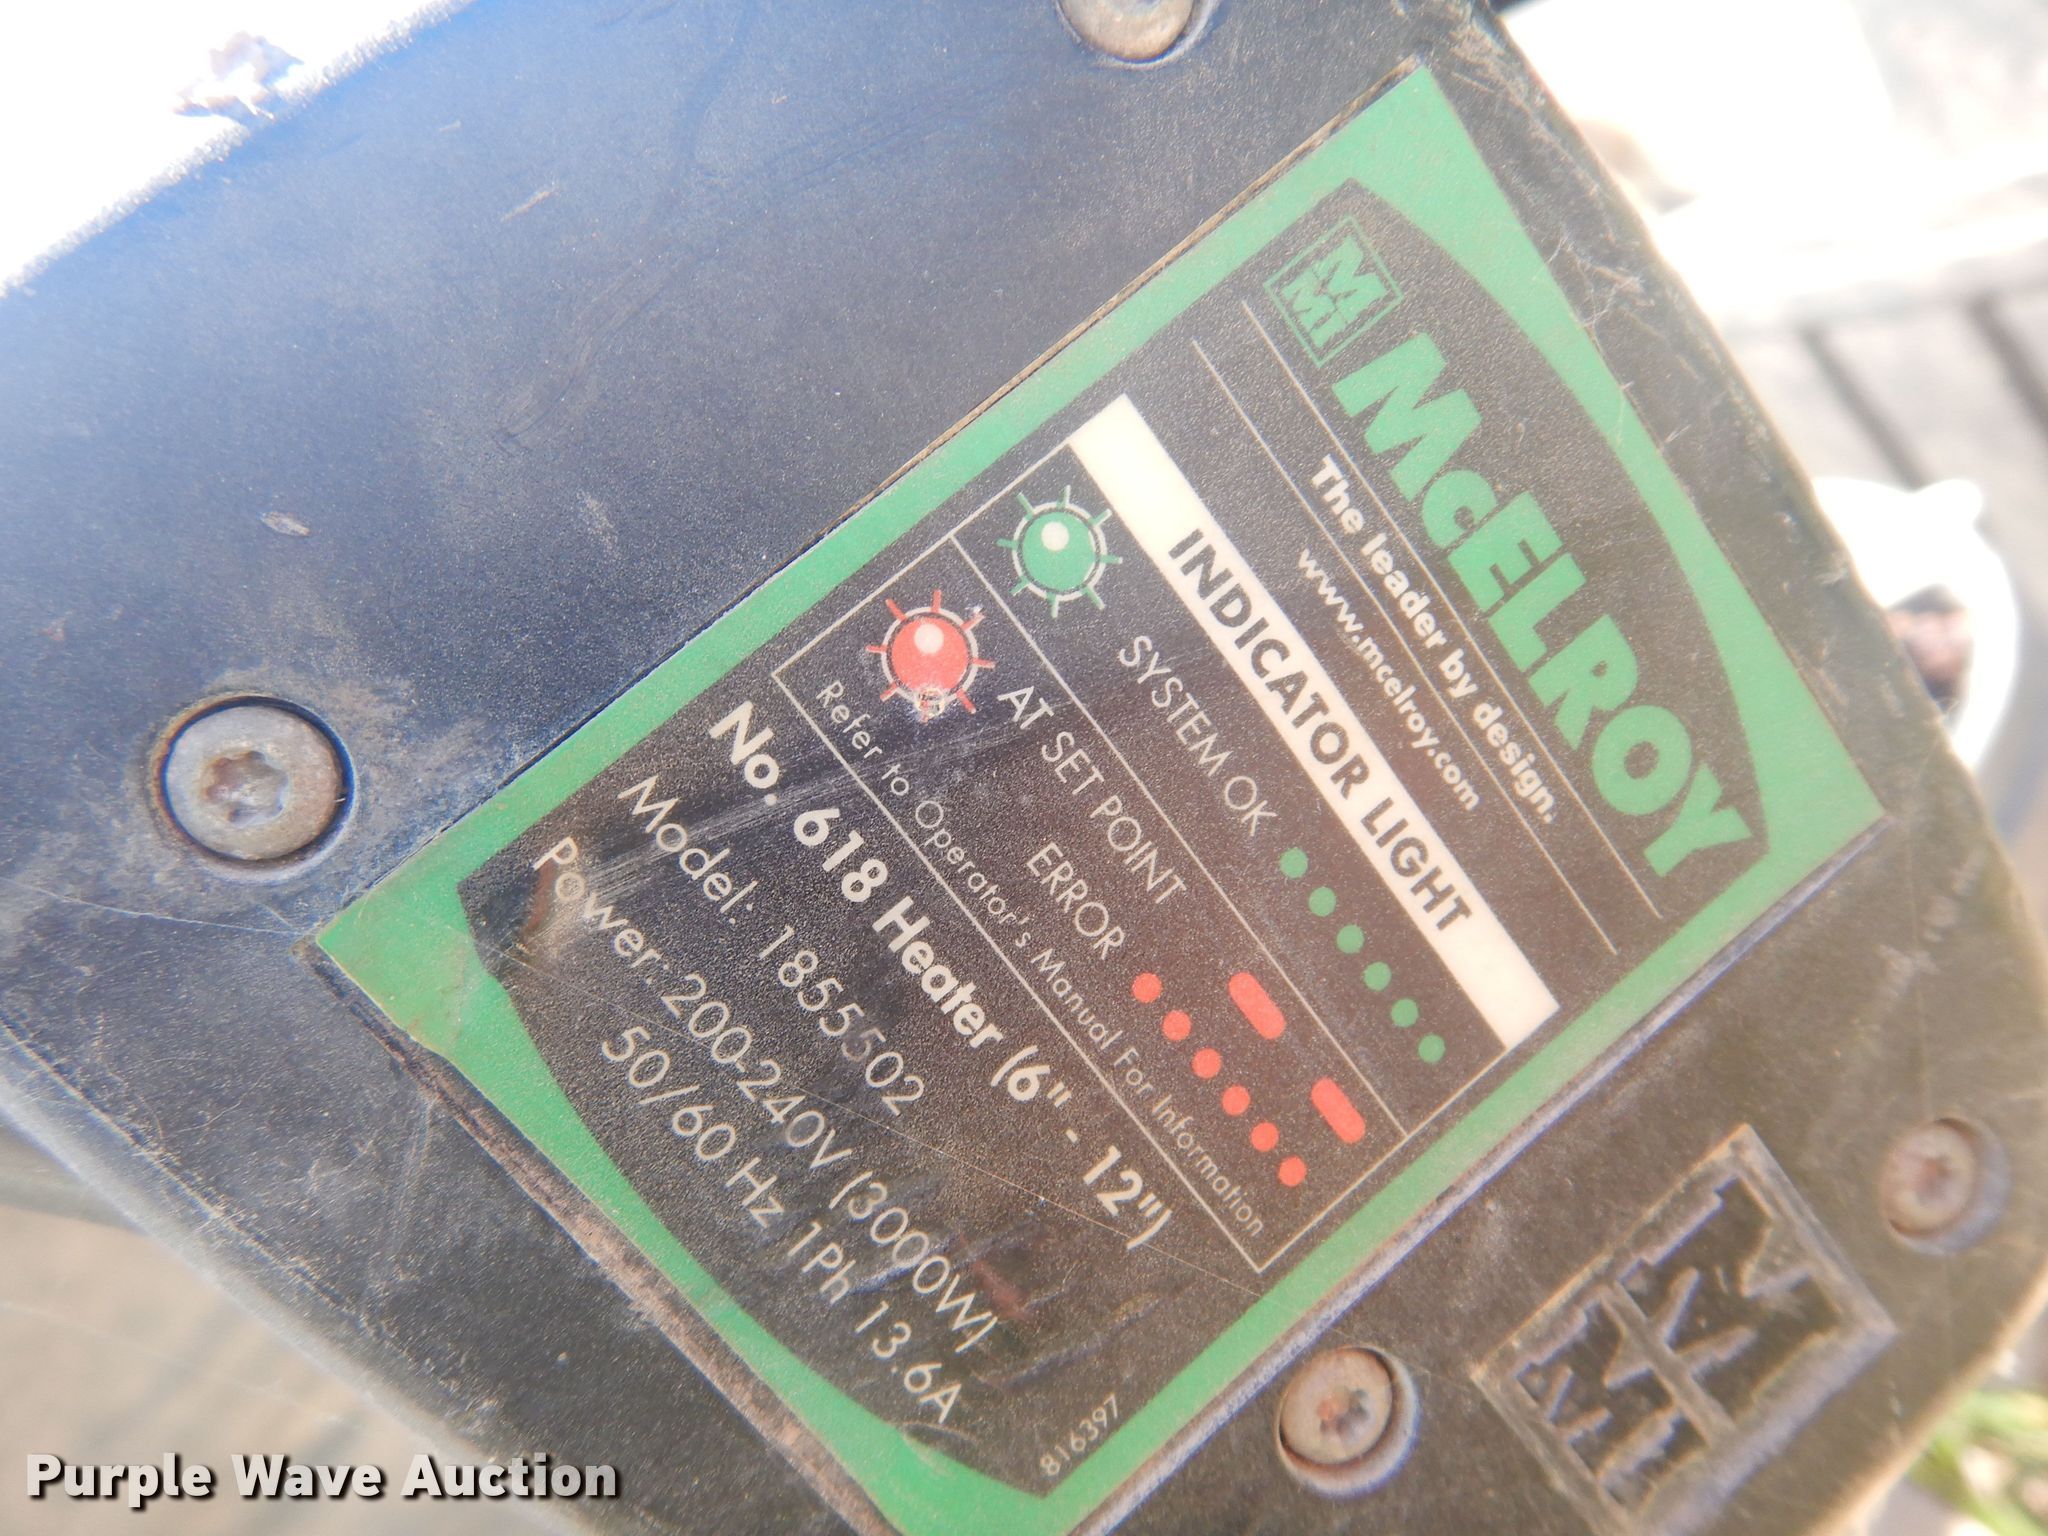 MMI
McELROY
The leader by design.
www.mcelroy.com
INDICATOR LIGHT
SYSTEM OK
AT SET POINT
ERROR
Refer to Operator's Manual For Information
No. 618 Heater (6" - 12")
Model: 1855502
Power: 200-240V (3000W)
50/60 Hz 1Ph 13.6A
816397
MMI
Purple Wave Auction